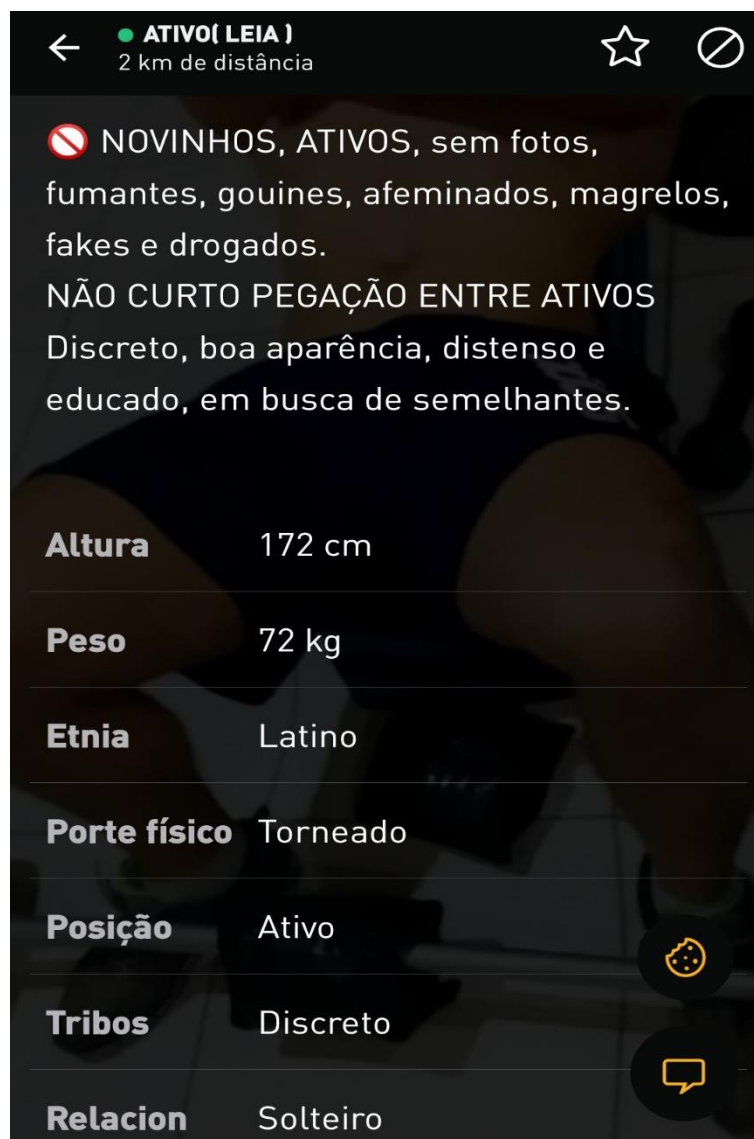 ATIVO( LEIA )
2 km de distância
🚫 NOVINHOS, ATIVOS, sem fotos,
fumantes, gouines, afeminados, magrelos,
fakes e drogados.
NÃO CURTO PEGAÇÃO ENTRE ATIVOS
Discreto, boa aparência, distenso e
educado, em busca de semelhantes.
Altura 172 cm
Peso 72 kg
Etnia Latino
Porte físico Torneado
Posição Ativo
Tribos Discreto
Relacion Solteiro